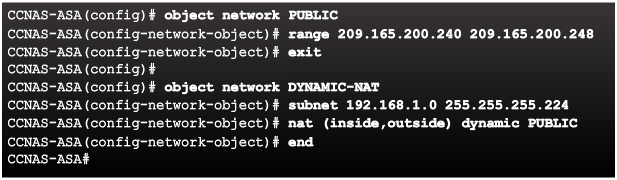 CCNAS-ASA(config)# object network PUBLIC
CCNAS-ASA(config-network-object)# range 209.165.200.240 209.165.200.248
CCNAS-ASA(config-network-object)# exit
CCNAS-ASA(config)#
CCNAS-ASA(config)# object network DYNAMIC-NAT
CCNAS-ASA(config-network-object)# subnet 192.168.1.0 255.255.255.224
CCNAS-ASA(config-network-object)# nat (inside,outside) dynamic PUBLIC
CCNAS-ASA(config-network-object)# end
CCNAS-ASA#